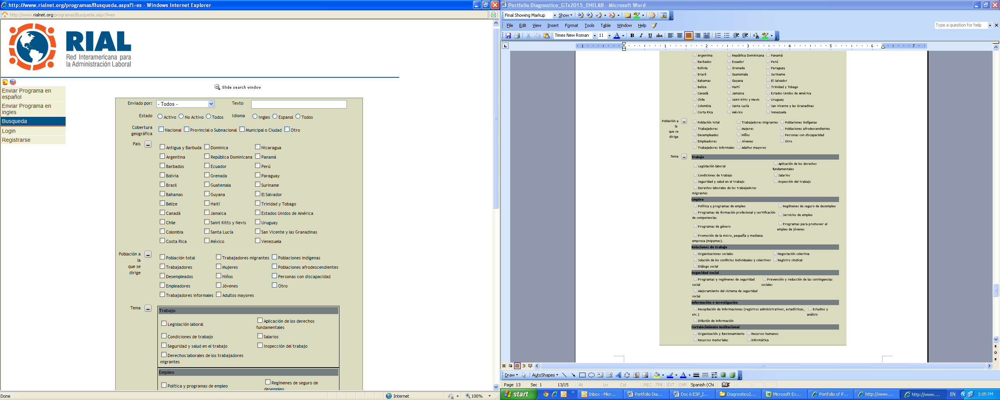 http://www.rialnet.org/programas/Busqueda.aspx?l=es - Windows Internet Explorer
http://www.rialnet.org/programas/Busqueda.aspx?l=es
RIAL
Red Interamericana para
la Administración Laboral
Enviar Programa en
español
Enviar Programa en
ingles
Busqueda
Login
Registrarse
Slide search window
Enviado por: - Todos - Texto
Estado Activo No Activo Todos Idioma Ingles Espanol Todos
Cobertura
geográfica
Nacional Provincial o Subnacional Municipal o Ciudad Otro
Pais
Antigua y Barbuda Dominica Nicaragua
Argentina República Dominicana Panamá
Barbados Ecuador Perú
Bolivia Grenada Paraguay
Brasil Guatemala Suriname
Bahamas Guyana El Salvador
Belize Haití Trinidad y Tobago
Canadá Jamaica Estados Unidos de América
Chile Saint Kitts y Nevis Uruguay
Colombia Santa Lucía San Vicente y las Granadinas
Costa Rica México Venezuela
Población a
la
que se
dirige
Población total Trabajadores migrantes Poblaciones indígenas
Trabajadores Mujeres Poblaciones afrodescendientes
Desempleados Niños Personas con discapacidad
Empleadores Jóvenes Otro
Trabajadores informales Adultos mayores
Tema
Trabajo
Legislación laboral Aplicación de los derechos
fundamentales
Condiciones de trabajo Salarios
Seguridad y salud en el trabajo Inspección del trabajo
Derechos laborales de los trabajadores
migrantes
Empleo
Política y programas de empleo Regímenes de seguro de
desempleo
Done Internet 100%
Portfolio Diagnostico_GTs2015_ENELAB - Microsoft Word
Final Showing Markup Show
File Edit View Insert Format Tools Table Window Help Type a question for help
Times New Roman 11 A B I U abc
1 1 2 3 4 5 6 7
Argentina República Dominicana Panamá
Barbados Ecuador Perú
Bolivia Grenada Paraguay
Brasil Guatemala Suriname
Bahamas Guyana El Salvador
Belize Haití Trinidad y Tobago
Canadá Jamaica Estados Unidos de América
Chile Saint Kitts y Nevis Uruguay
Colombia Santa Lucía San Vicente y las Granadinas
Costa Rica México Venezuela
Población a
la
que se
dirige
Población total Trabajadores migrantes Poblaciones indígenas
Trabajadores Mujeres Poblaciones afrodescendientes
Desempleados Niños Personas con discapacidad
Empleadores Jóvenes Otro
Trabajadores informales Adultos mayores
Tema
Trabajo
Legislación laboral Aplicación de los derechos
fundamentales
Condiciones de trabajo Salarios
Seguridad y salud en el trabajo Inspección del trabajo
Derechos laborales de los trabajadores
migrantes
Empleo
Política y programas de empleo Regímenes de seguro de desempleo
Programas de formación profesional y certificación
de competencias
Servicios de empleo
Programas de género Programas para promover el
empleo de jóvenes
Promoción de la micro, pequeña y mediana
empresa (mipymes).
Relaciones de trabajo
Organizaciones sociales Negociación colectiva
Solución de los conflictos individuales y colectivos Registro sindical
Diálogo social
Seguridad Social
Programas y regímenes de seguridad
social
Prevención y reducción de las contingencias
sociales
Mejoramiento del sistema de seguridad
social
Información e Investigación
Recopilación de informaciones (registros administrativos, estadísticas,
etc.)
Estudios y
análisis
Difusión de información
Fortalecimiento Institucional
Organización y funcionamiento Recursos humanos
Recursos materiales Informática
Draw AutoShapes
Page 13 Sec 1 13/15 At Ln Col REC TRK EXT OVR Spanish (Chi
start Inbox - Micr... Portfolio Dia... Doc 6 ESP_I... Diagnostico2... Microsoft Ex... Portfolio of P... http://www.... http://www.... EN 3:05 PM